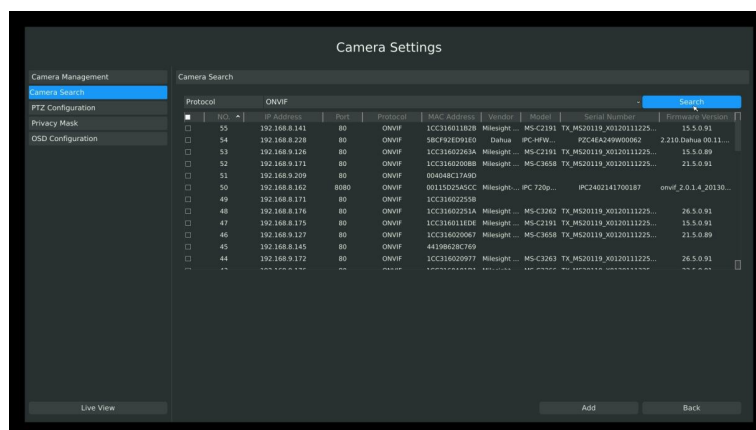 Camera Settings
Camera Management
Camera Search
PTZ Configuration
Privacy Mask
OSD Configuration
Live View
Camera Search
Protocol ONVIF Search
NO. IP Address Port Protocol MAC Address Vendor Model Serial Number Firmware Version
55 192.168.8.141 80 ONVIF 1CC316011B2B Milesight ... MS-C2191 TX_MS20119_X0120111225... 15.5.0.91
54 192.168.8.228 80 ONVIF 5BCF92ED91E0 Dahua IPC-HFW... PZC4EA249W00062 2.210.Dahua 00.11....
53 192.168.9.126 80 ONVIF 1CC31602263A Milesight ... MS-C2191 TX_MS20119_X0120111225... 15.5.0.89
52 192.168.9.171 80 ONVIF 1CC3160200BB Milesight ... MS-C3658 TX_MS20119_X0120111225... 21.5.0.91
51 192.168.9.209 80 ONVIF 004048C17A9D
50 192.168.8.162 8080 ONVIF 00115D25A5CC Milesight-... IPC 720p... IPC2402141700187 onvif_2.0.1.4_20130...
49 192.168.8.171 80 ONVIF 1CC31602255B
48 192.168.8.176 80 ONVIF 1CC31602251A Milesight ... MS-C3262 TX_MS20119_X0120111225... 26.5.0.91
47 192.168.8.175 80 ONVIF 1CC316011EDE Milesight ... MS-C2191 TX_MS20119_X0120111225... 15.5.0.91
46 192.168.9.127 80 ONVIF 1CC316020067 Milesight ... MS-C3658 TX_MS20119_X0120111225... 21.5.0.89
45 192.168.8.145 80 ONVIF 4419B628C769
44 192.168.9.172 80 ONVIF 1CC316020977 Milesight ... MS-C3263 TX_MS20119_X0120111225... 26.5.0.91
Add Back